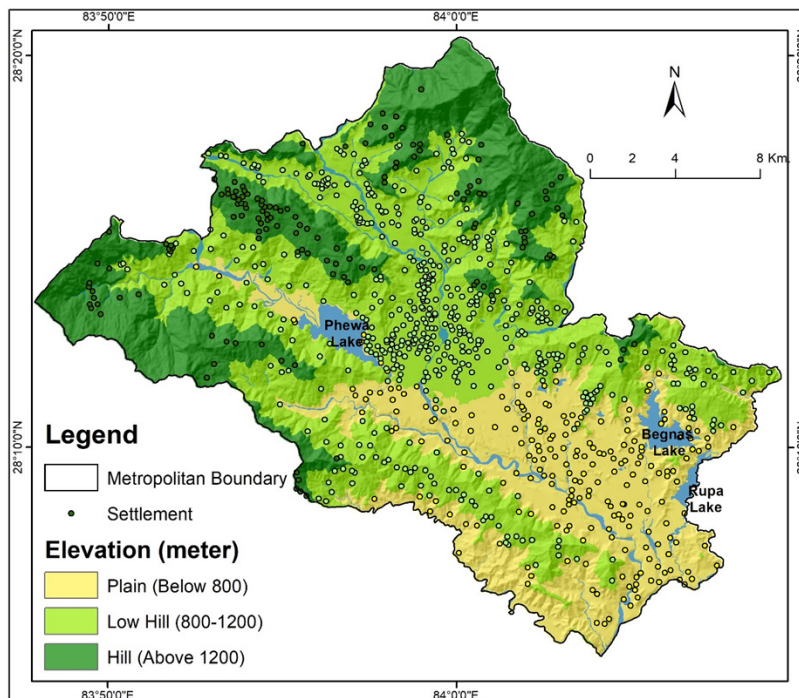 83°50'0"E
84°0'0"E
28°20'0"N
N
0 2 4 8 Km.
Phewa
Lake
Begnas
Lake
Rupa
Lake
28°10'0"N
Legend
Metropolitan Boundary
Settlement
Elevation (meter)
Plain (Below 800)
Low Hill (800-1200)
Hill (Above 1200)
83°50'0"E
84°0'0"E